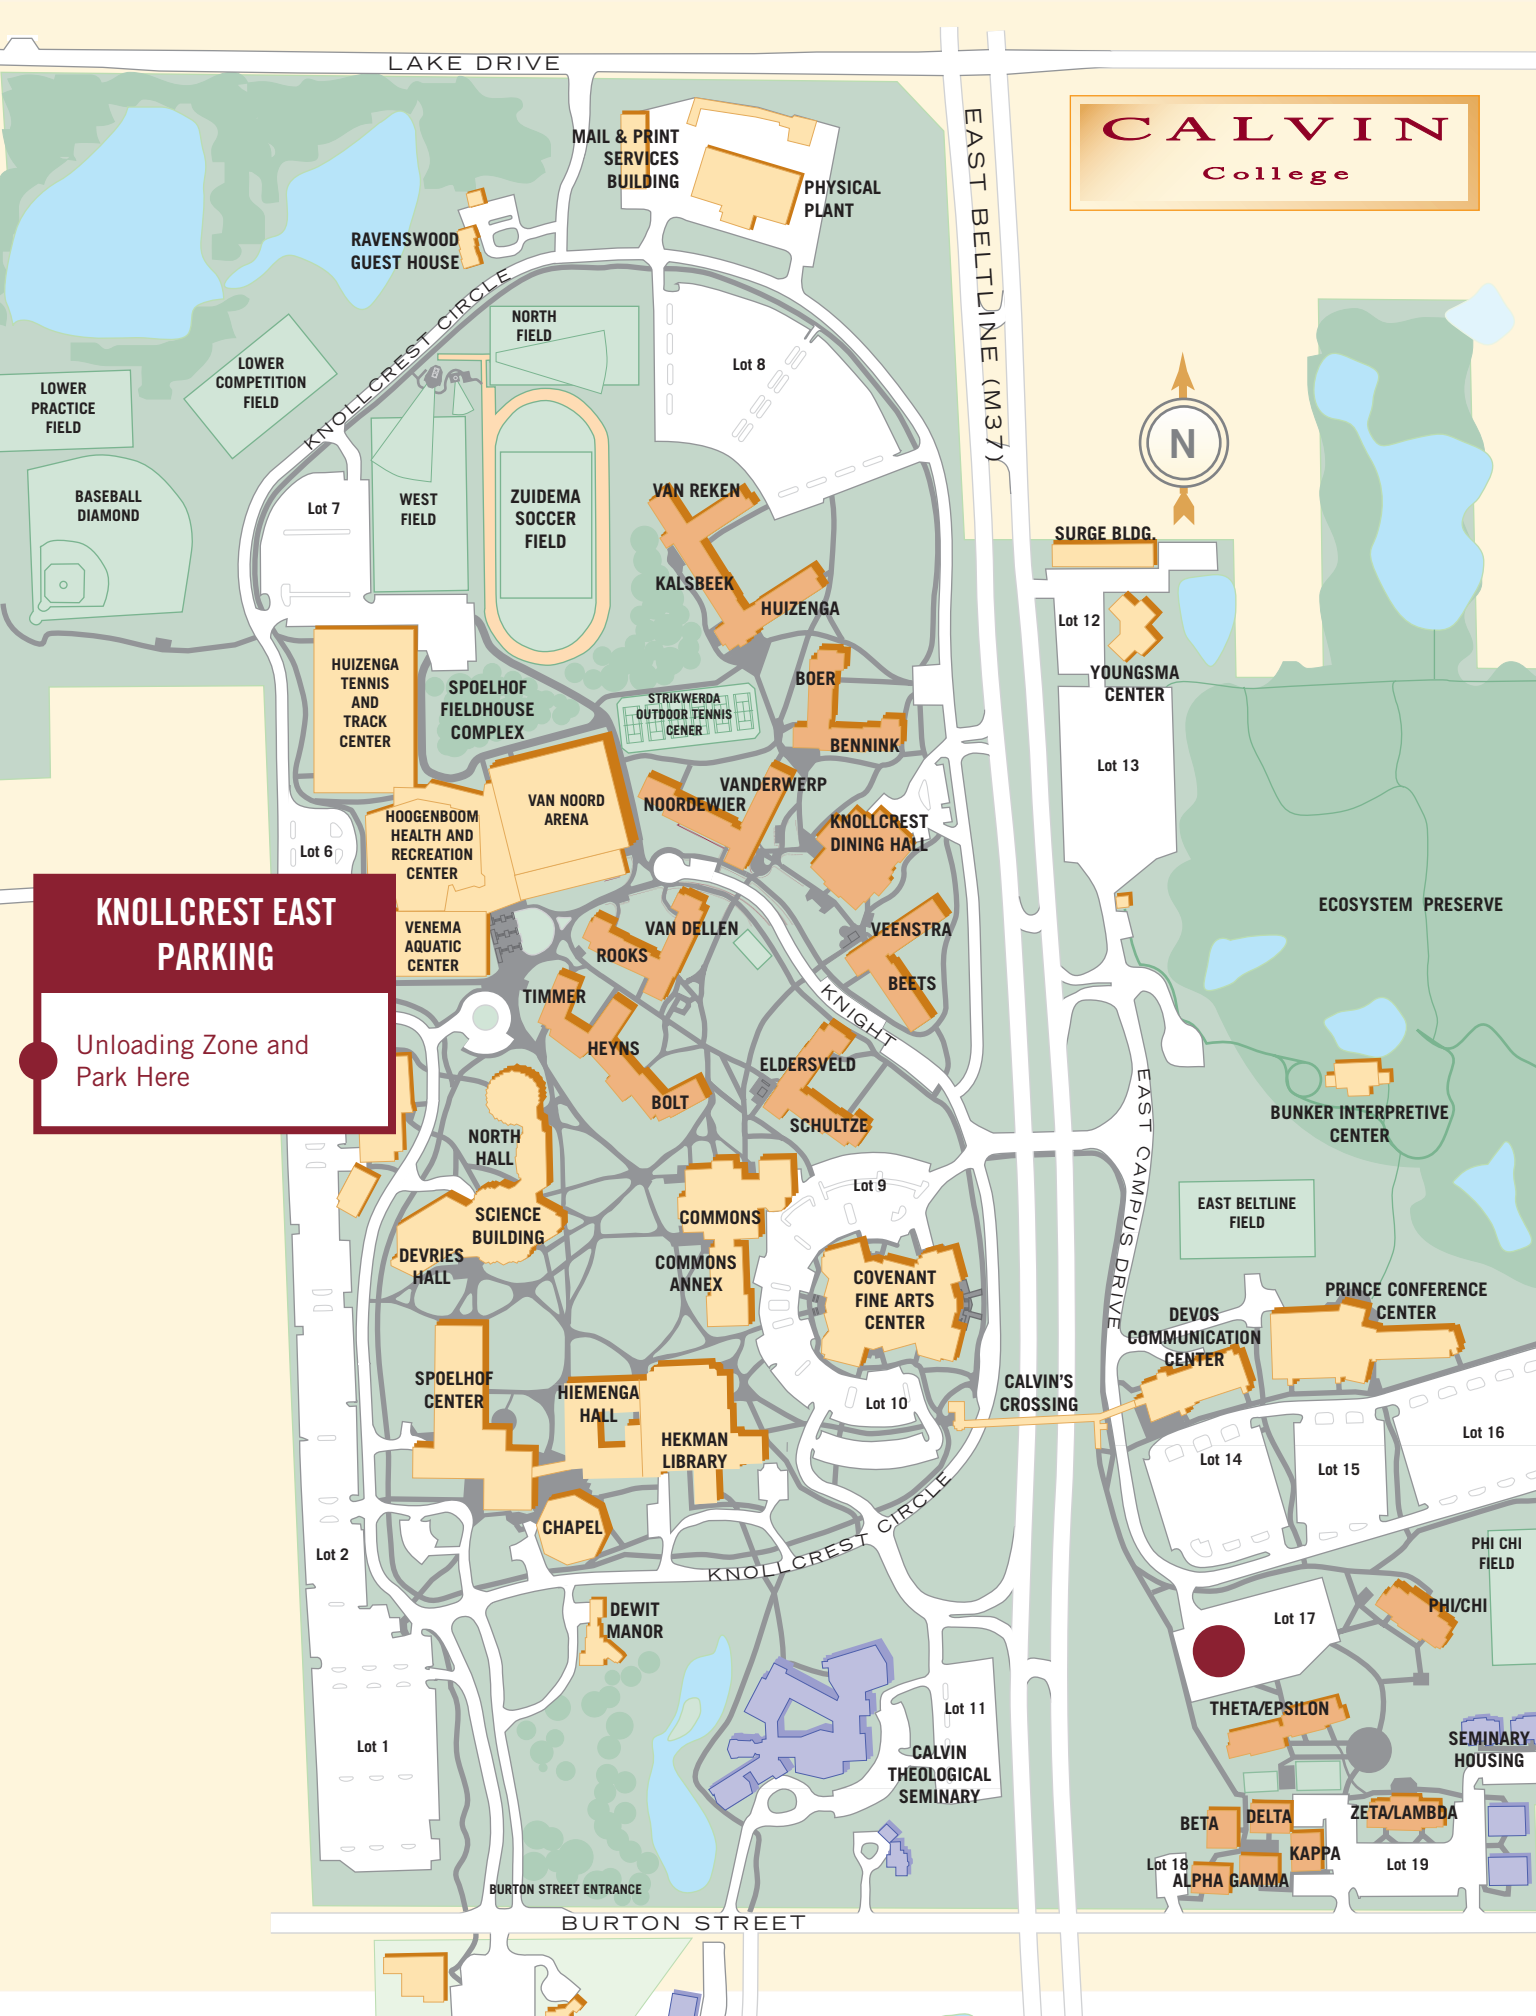 LAKE DRIVE
CALVIN
College
EAST BELTLINE (M37)
MAIL & PRINT
SERVICES
BUILDING
PHYSICAL
PLANT
RAVENSWOOD
GUEST HOUSE
KNOLLCREST CIRCLE
NORTH
FIELD
LOWER
COMPETITION
FIELD
LOWER
PRACTICE
FIELD
Lot 8
N
BASEBALL
DIAMOND
Lot 7
WEST
FIELD
ZUIDEMA
SOCCER
FIELD
VAN REKEN
KALSBEEK
HUIZENGA
SURGE BLDG.
Lot 12
YOUNGSMA
CENTER
HUIZENGA
TENNIS
AND
TRACK
CENTER
SPOELHOF
FIELDHOUSE
COMPLEX
STRIKWERDA
OUTDOOR TENNIS
CENER
BOER
BENNINK
Lot 13
VAN NOORD
ARENA
NOORDEWIER
VANDERWERP
KNOLLCREST
DINING HALL
HOOGENBOOM
HEALTH AND
RECREATION
CENTER
Lot 6
KNOLLCREST EAST
PARKING
Unloading Zone and
Park Here
VENEMA
AQUATIC
CENTER
ROOKS
VAN DELLEN
VEENSTRA
BEETS
ECOSYSTEM PRESERVE
TIMMER
HEYNS
BOLT
KNIGHT
ELDERSVELD
SCHULTZE
EAST CAMPUS DRIVE
BUNKER INTERPRETIVE
CENTER
NORTH
HALL
SCIENCE
BUILDING
DEVRIES
HALL
COMMONS
COMMONS
ANNEX
Lot 9
COVENANT
FINE ARTS
CENTER
EAST BELTLINE
FIELD
PRINCE CONFERENCE
CENTER
DEVOS
COMMUNICATION
CENTER
SPOELHOF
CENTER
HIEMENGA
HALL
HEKMAN
LIBRARY
Lot 10
CALVIN'S
CROSSING
Lot 14
Lot 15
Lot 16
CHAPEL
KNOLLCREST CIRCLE
Lot 2
PHI CHI
FIELD
DEWIT
MANOR
Lot 17
PHI/CHI
Lot 1
Lot 11
CALVIN
THEOLOGICAL
SEMINARY
THETA/EPSILON
SEMINARY
HOUSING
BETA
DELTA
ZETA/LAMBDA
KAPPA
Lot 18
ALPHA
GAMMA
Lot 19
BURTON STREET ENTRANCE
BURTON STREET